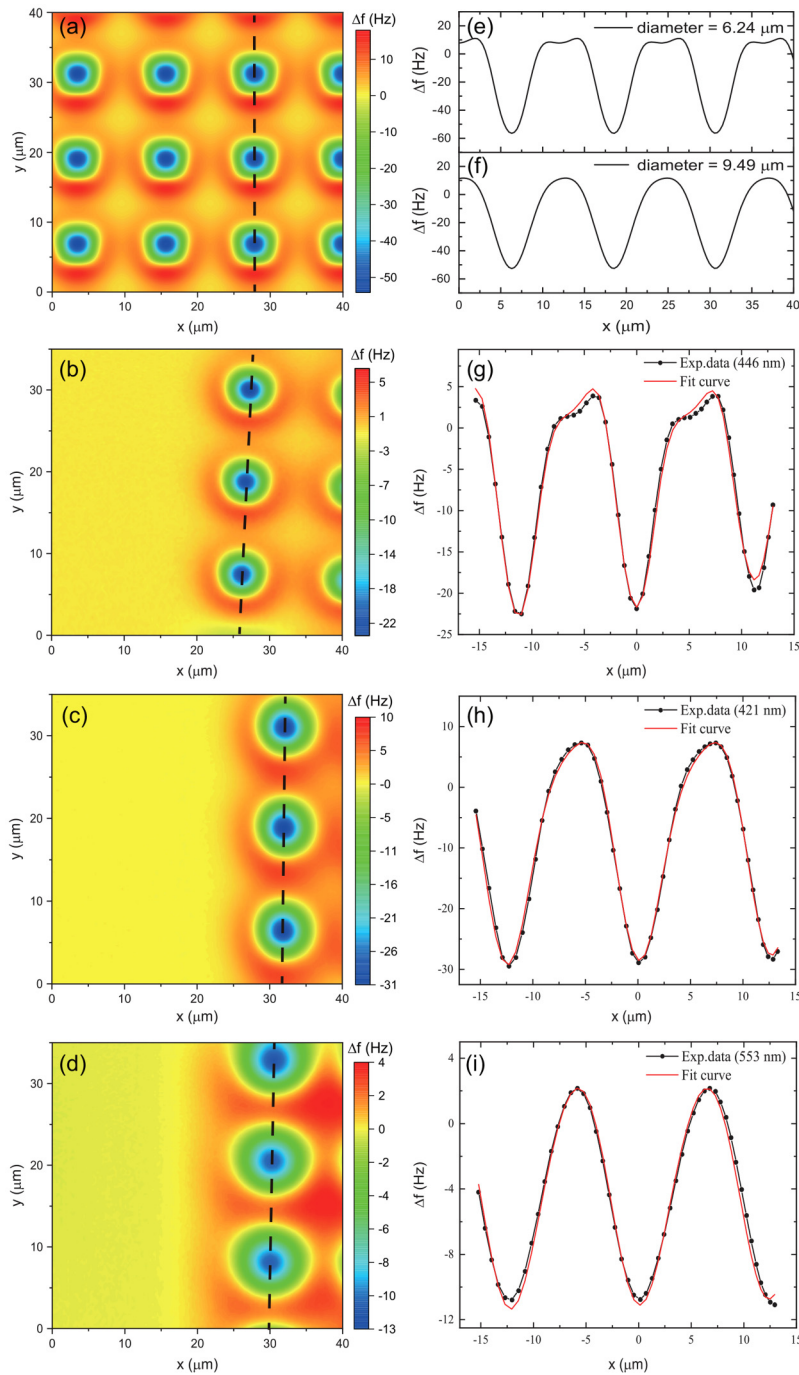 (a)
Δf (Hz)
40
30
20
10
0
y (μm)
0 10 20 30 40
x (μm)
10
0
-10
-20
-30
-40
-50
(e)
diameter = 6.24 μm
20
0
-20
-40
-60
Δf (Hz)
(f)
diameter = 9.49 μm
20
0
-20
-40
-60
Δf (Hz)
0 5 10 15 20 25 30 35 40
x (μm)
(b)
Δf (Hz)
30
20
10
0
y (μm)
0 10 20 30 40
x (μm)
5
2
-1
-4
-7
-10
-13
-16
-19
-22
(g)
Exp.data (446 nm)
Fit curve
5
0
-5
-10
-15
-20
-25
Δf (Hz)
-15 -10 -5 0 5 10 15
x (μm)
(c)
Δf (Hz)
30
20
10
0
y (μm)
0 10 20 30 40
x (μm)
10
5
-0
-5
-11
-16
-21
-26
-31
(h)
Exp.data (421 nm)
Fit curve
10
0
-10
-20
-30
Δf (Hz)
-15 -10 -5 0 5 10 15
x (μm)
(d)
Δf (Hz)
30
20
10
0
y (μm)
0 10 20 30 40
x (μm)
4
2
-0
-2
-4
-7
-9
-11
-13
(i)
Exp.data (553 nm)
Fit curve
4
0
-4
-8
-12
Δf (Hz)
-15 -10 -5 0 5 10 15
x (μm)